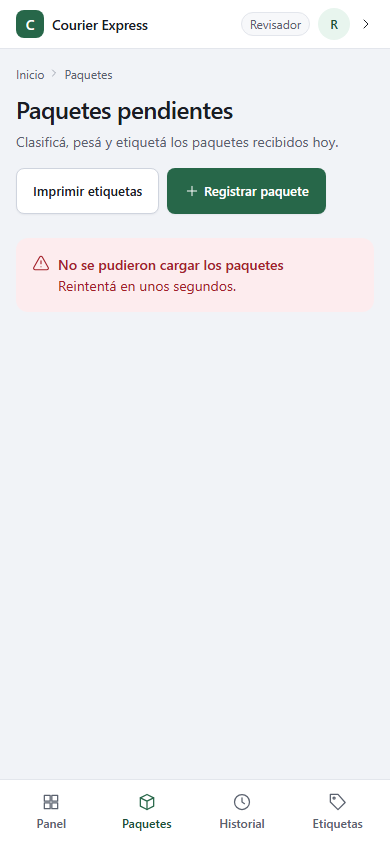 C Courier Express Revisador R
Inicio Paquetes
Paquetes pendientes
Clasificá, pesá y etiquetá los paquetes recibidos hoy.
Imprimir etiquetas Registrar paquete
No se pudieron cargar los paquetes
Reintentá en unos segundos.
Panel Paquetes Historial Etiquetas